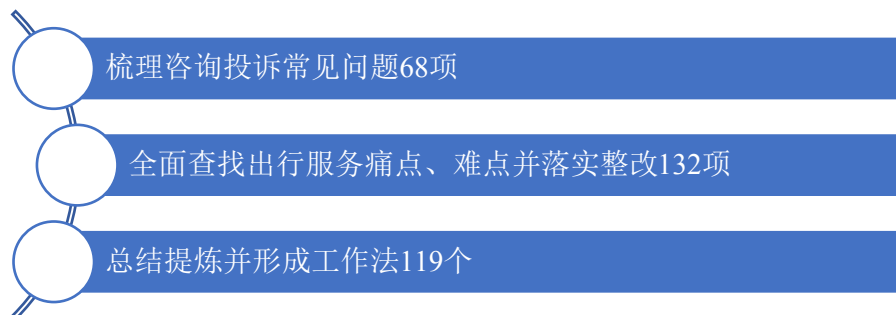 梳理咨询投诉常见问题68项
全面查找出行服务痛点、难点并落实整改132项
总结提炼并形成工作法119个